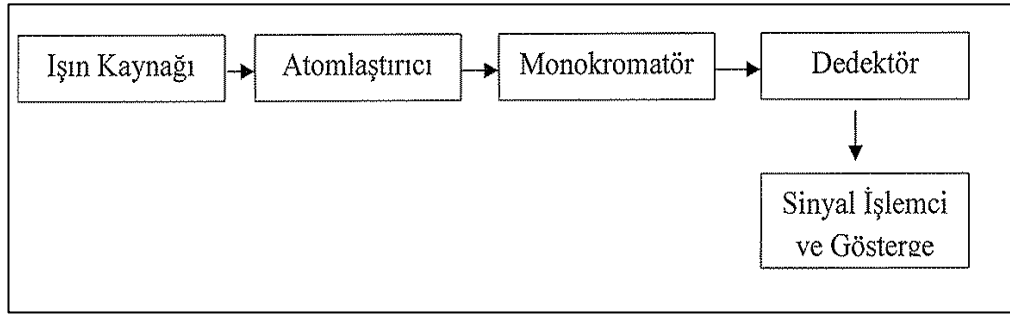 Işın Kaynağı
Atomlaştırıcı
Monokromatör
Dedektör
Sinyal İşlemci
ve Gösterge